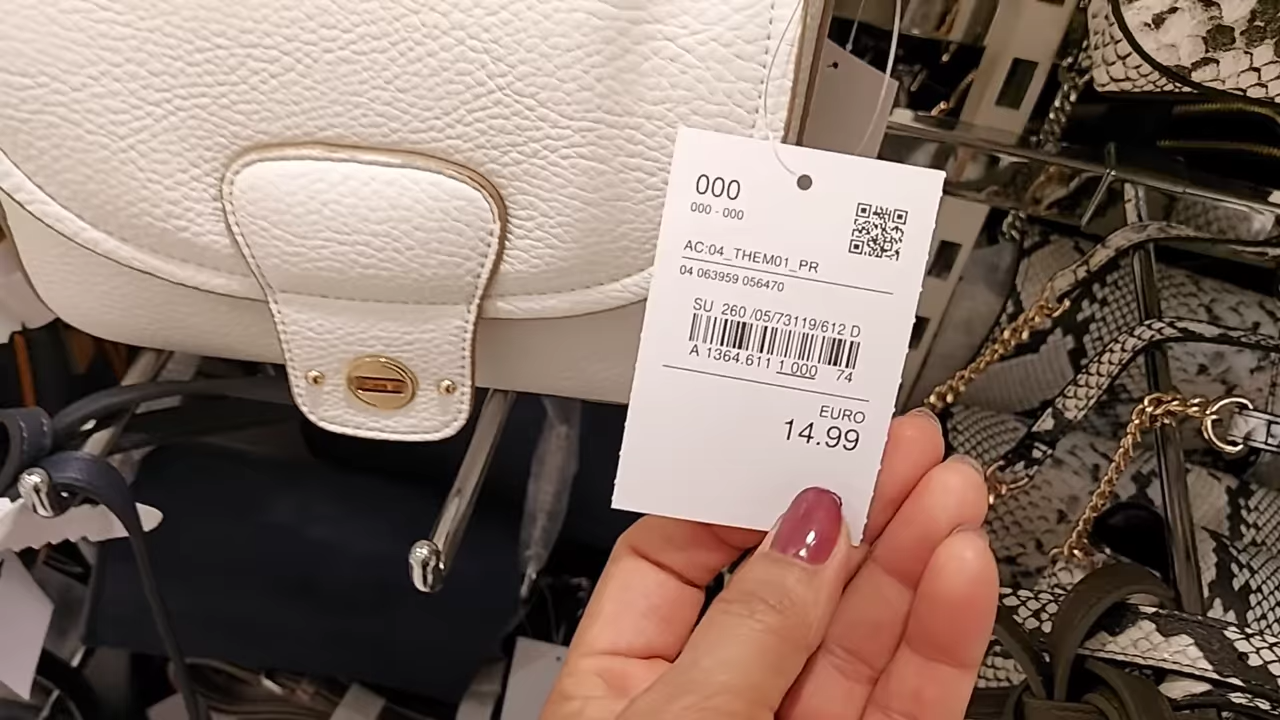 000
000 - 000
AC:04_THEM01_PR
04 063959 056470
SU 260 /05/73119/612 D
A 1364.611 1 000 74
EURO
14.99